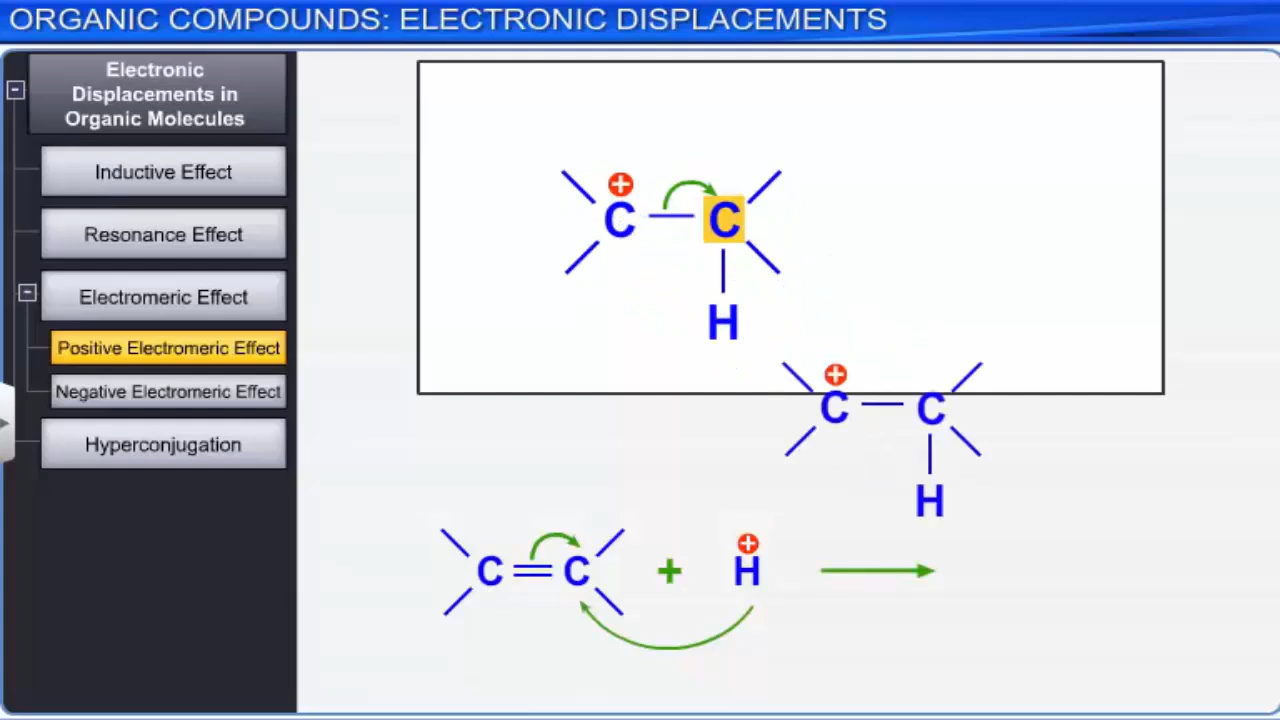 ORGANIC COMPOUNDS: ELECTRONIC DISPLACEMENTS
Electronic
Displacements in
Organic Molecules
Inductive Effect
Resonance Effect
Electromeric Effect
Positive Electromeric Effect
Negative Electromeric Effect
Hyperconjugation
+
C C
H
+
C C
H
+
C C + H